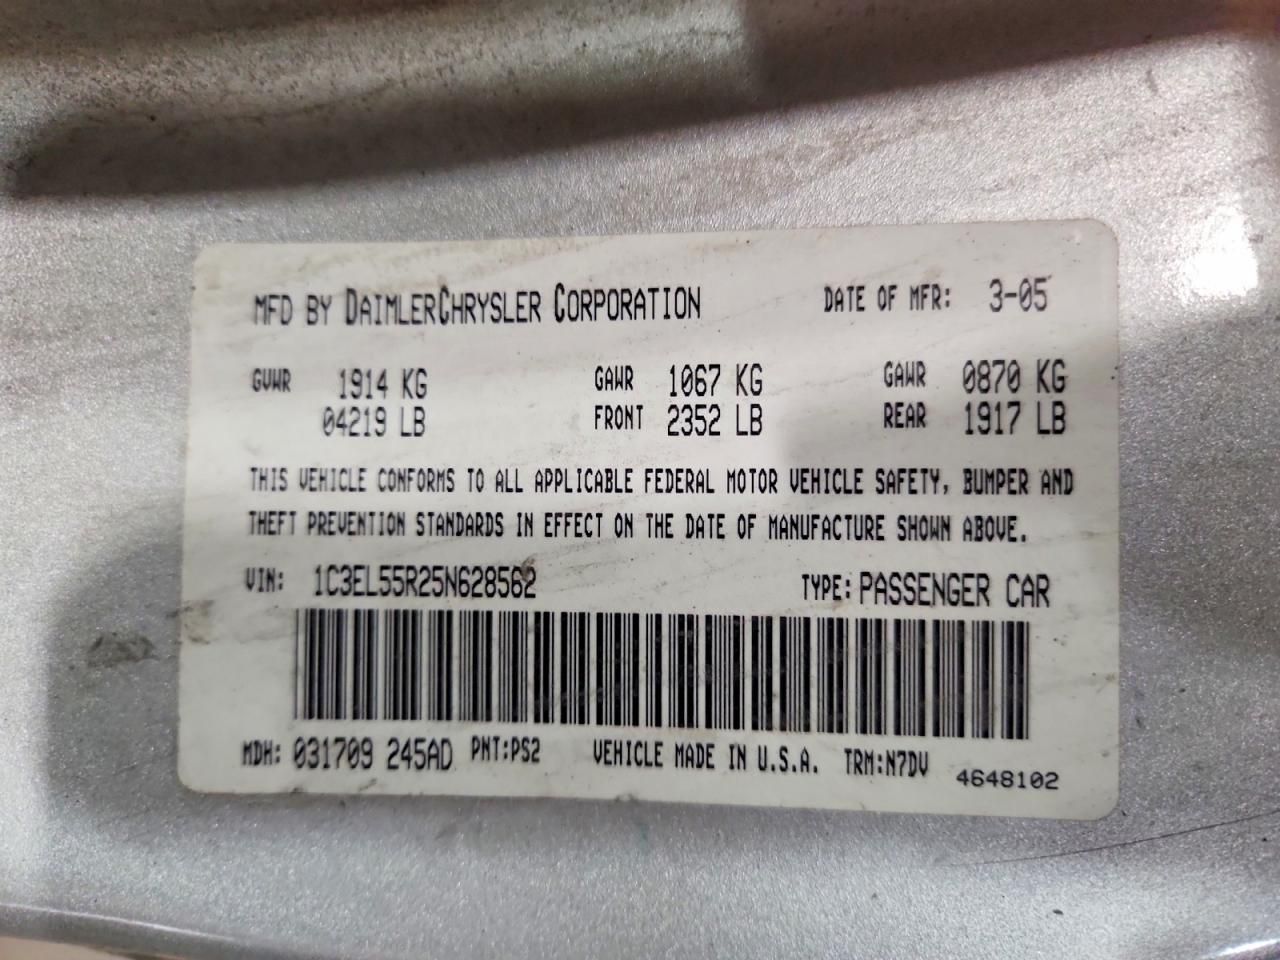 MFD BY DAIMLERCHRYSLER CORPORATION DATE OF MFR: 3-05
GVWR 1914 KG GAWR 1067 KG GAWR 0870 KG
04219 LB FRONT 2352 LB REAR 1917 LB
THIS VEHICLE CONFORMS TO ALL APPLICABLE FEDERAL MOTOR VEHICLE SAFETY, BUMPER AND
THEFT PREVENTION STANDARDS IN EFFECT ON THE DATE OF MANUFACTURE SHOWN ABOVE.
VIN: 1C3EL55R25N628562 TYPE: PASSENGER CAR
MDH: 031709 245AD PNT:PS2 VEHICLE MADE IN U.S.A. TRM:N7DV 4648102